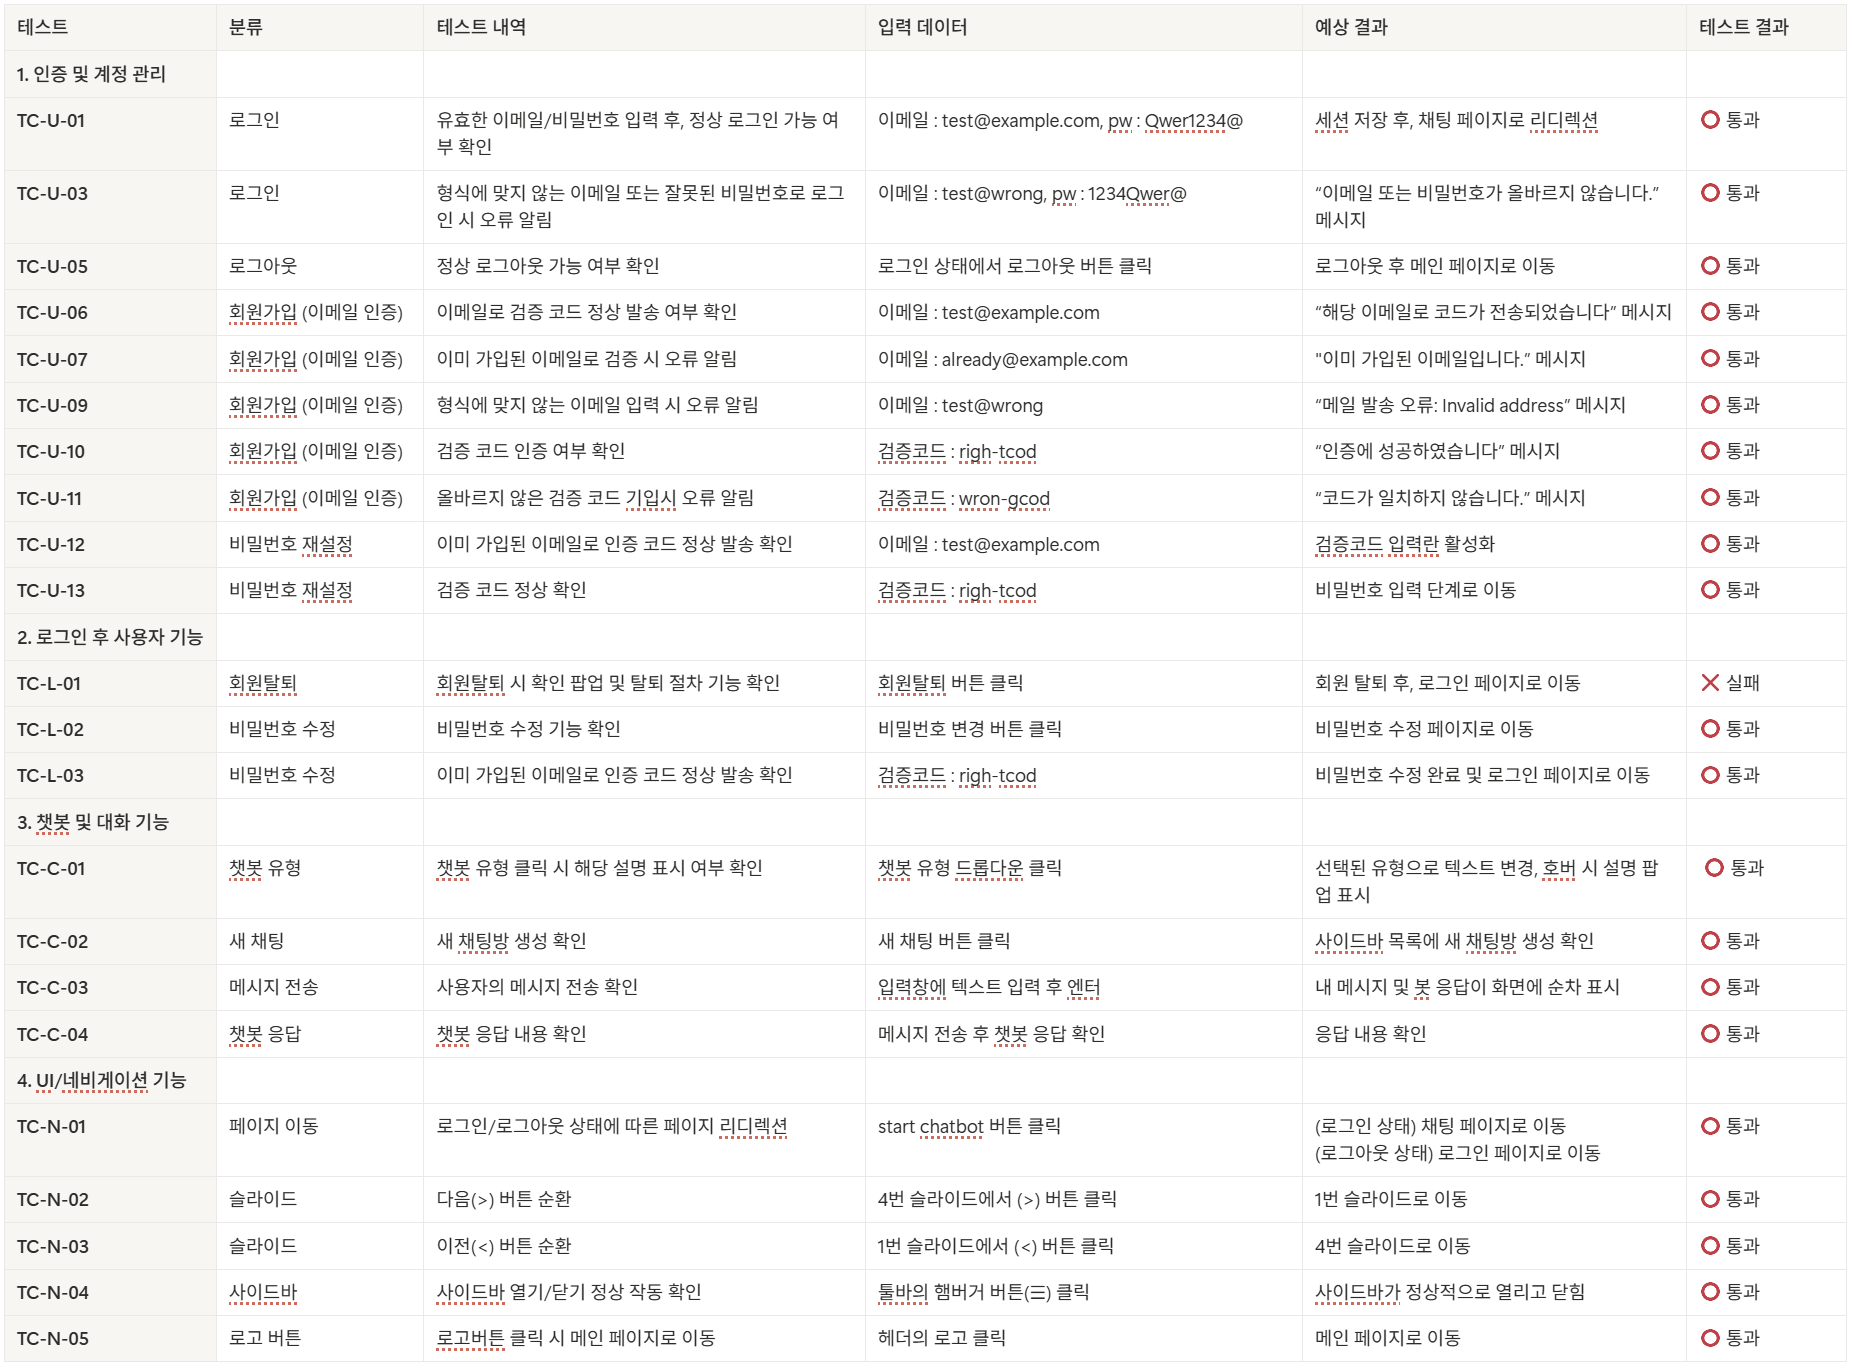 테스트 분류 테스트 내역 입력 데이터 예상 결과 테스트 결과
1. 인증 및 계정 관리
TC-U-01 로그인 유효한 이메일/비밀번호 입력 후, 정상 로그인 가능 여 이메일 : test@example.com, pw : Qwer1234@ 세션 저장 후, 채팅 페이지로 리디렉션 ⭕ 통과
부 확인
TC-U-03 로그인 형식에 맞지 않는 이메일 또는 잘못된 비밀번호로 로그 이메일 : test@wrong, pw : 1234Qwer@ “이메일 또는 비밀번호가 올바르지 않습니다.” ⭕ 통과
인 시 오류 알림 메시지
TC-U-05 로그아웃 정상 로그아웃 가능 여부 확인 로그인 상태에서 로그아웃 버튼 클릭 로그아웃 후 메인 페이지로 이동 ⭕ 통과
TC-U-06 회원가입 (이메일 인증) 이메일로 검증 코드 정상 발송 여부 확인 이메일 : test@example.com “해당 이메일로 코드가 전송되었습니다” 메시지 ⭕ 통과
TC-U-07 회원가입 (이메일 인증) 이미 가입된 이메일로 검증 시 오류 알림 이메일 : already@example.com "이미 가입된 이메일입니다.” 메시지 ⭕ 통과
TC-U-09 회원가입 (이메일 인증) 형식에 맞지 않는 이메일 입력 시 오류 알림 이메일 : test@wrong “메일 발송 오류: Invalid address” 메시지 ⭕ 통과
TC-U-10 회원가입 (이메일 인증) 검증 코드 인증 여부 확인 검증코드 : righ-tcod “인증에 성공하였습니다” 메시지 ⭕ 통과
TC-U-11 회원가입 (이메일 인증) 올바르지 않은 검증 코드 기입시 오류 알림 검증코드 : wron-gcod “코드가 일치하지 않습니다.” 메시지 ⭕ 통과
TC-U-12 비밀번호 재설정 이미 가입된 이메일로 인증 코드 정상 발송 확인 이메일 : test@example.com 검증코드 입력란 활성화 ⭕ 통과
TC-U-13 비밀번호 재설정 검증 코드 정상 확인 검증코드 : righ-tcod 비밀번호 입력 단계로 이동 ⭕ 통과
2. 로그인 후 사용자 기능
TC-L-01 회원탈퇴 회원탈퇴 시 확인 팝업 및 탈퇴 절차 기능 확인 회원탈퇴 버튼 클릭 회원 탈퇴 후, 로그인 페이지로 이동 ❌ 실패
TC-L-02 비밀번호 수정 비밀번호 수정 기능 확인 비밀번호 변경 버튼 클릭 비밀번호 수정 페이지로 이동 ⭕ 통과
TC-L-03 비밀번호 수정 이미 가입된 이메일로 인증 코드 정상 발송 확인 검증코드 : righ-tcod 비밀번호 수정 완료 및 로그인 페이지로 이동 ⭕ 통과
3. 챗봇 및 대화 기능
TC-C-01 챗봇 유형 챗봇 유형 클릭 시 해당 설명 표시 여부 확인 챗봇 유형 드롭다운 클릭 선택된 유형으로 텍스트 변경, 호버 시 설명 팝 ⭕ 통과
업 표시
TC-C-02 새 채팅 새 채팅방 생성 확인 새 채팅 버튼 클릭 사이드바 목록에 새 채팅방 생성 확인 ⭕ 통과
TC-C-03 메시지 전송 사용자의 메시지 전송 확인 입력창에 텍스트 입력 후 엔터 내 메시지 및 봇 응답이 화면에 순차 표시 ⭕ 통과
TC-C-04 챗봇 응답 챗봇 응답 내용 확인 메시지 전송 후 챗봇 응답 확인 응답 내용 확인 ⭕ 통과
4. UI/네비게이션 기능
TC-N-01 페이지 이동 로그인/로그아웃 상태에 따른 페이지 리디렉션 start chatbot 버튼 클릭 (로그인 상태) 채팅 페이지로 이동 ⭕ 통과
(로그아웃 상태) 로그인 페이지로 이동
TC-N-02 슬라이드 다음(>) 버튼 순환 4번 슬라이드에서 (>) 버튼 클릭 1번 슬라이드로 이동 ⭕ 통과
TC-N-03 슬라이드 이전(<) 버튼 순환 1번 슬라이드에서 (<) 버튼 클릭 4번 슬라이드로 이동 ⭕ 통과
TC-N-04 사이드바 사이드바 열기/닫기 정상 작동 확인 툴바의 햄버거 버튼(☰) 클릭 사이드바가 정상적으로 열리고 닫힘 ⭕ 통과
TC-N-05 로고 버튼 로고버튼 클릭 시 메인 페이지로 이동 헤더의 로고 클릭 메인 페이지로 이동 ⭕ 통과